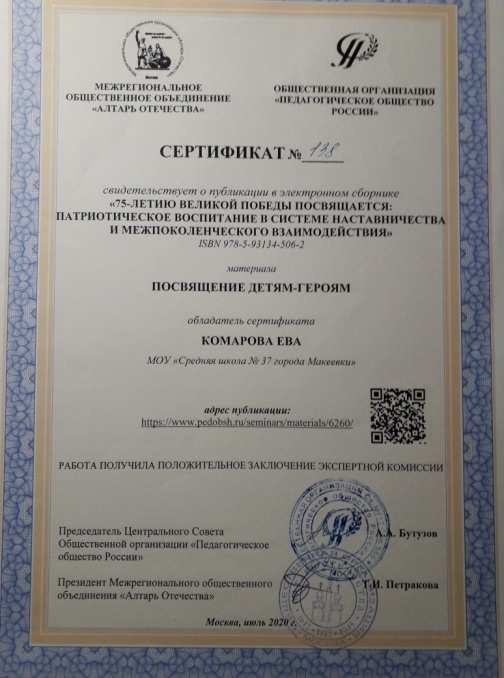 МЕЖРЕГИОНАЛЬНОЕ
ОБЩЕСТВЕННОЕ ОБЪЕДИНЕНИЕ
«АЛТАРЬ ОТЕЧЕСТВА»
ОБЩЕСТВЕННАЯ ОРГАНИЗАЦИЯ
«ПЕДАГОГИЧЕСКОЕ ОБЩЕСТВО
РОССИИ»
СЕРТИФИКАТ № 138
свидетельствует о публикации в электронном сборнике
«75-ЛЕТИЮ ВЕЛИКОЙ ПОБЕДЫ ПОСВЯЩАЕТСЯ:
ПАТРИОТИЧЕСКОЕ ВОСПИТАНИЕ В СИСТЕМЕ НАСТАВНИЧЕСТВА
И МЕЖПОКОЛЕНЧЕСКОГО ВЗАИМОДЕЙСТВИЯ»
ISBN 978-5-93134-506-2
материала
ПОСВЯЩЕНИЕ ДЕТЯМ-ГЕРОЯМ
обладатель сертификата
КОМАРОВА ЕВА
МОУ «Средняя школа № 37 города Макеевки»
адрес публикации:
https://www.pedobsh.ru/seminars/materials/6260/
РАБОТА ПОЛУЧИЛА ПОЛОЖИТЕЛЬНОЕ ЗАКЛЮЧЕНИЕ ЭКСПЕРТНОЙ КОМИССИИ
Председатель Центрального Совета
Общественной организации «Педагогическое
общество России»
А.А. Бутузов
Президент Межрегионального общественного
объединения «Алтарь Отечества»
Т.И. Петракова
Москва, июль 2020 г.